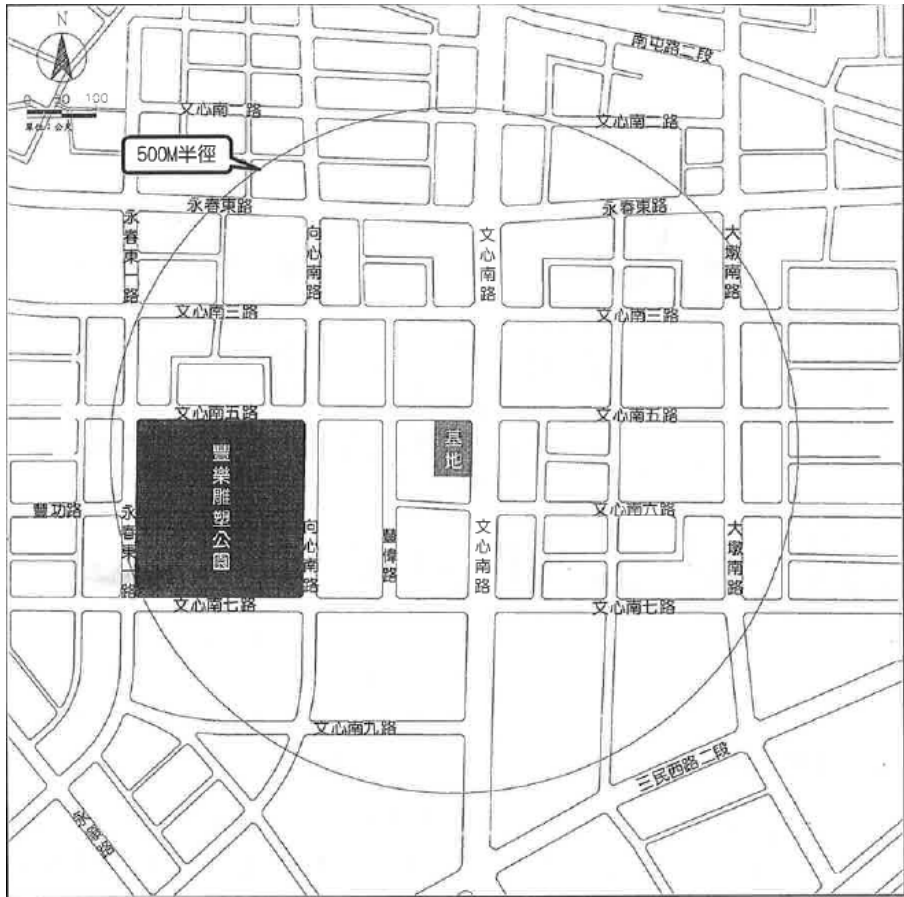 N
南屯路二段
0 50 100
單位：公尺
文心南二路
文心南二路
500M半徑
永春東路
永春東路
永春東一路
向心南路
文心南路
大墩南路
文心南三路
文心南三路
文心南五路
文心南五路
基地
豐樂雕塑公園
豐功路
文心南六路
永春東一路
向心南路
豐偉路
文心南路
大墩南路
文心南七路
文心南七路
文心南九路
三民西路二段